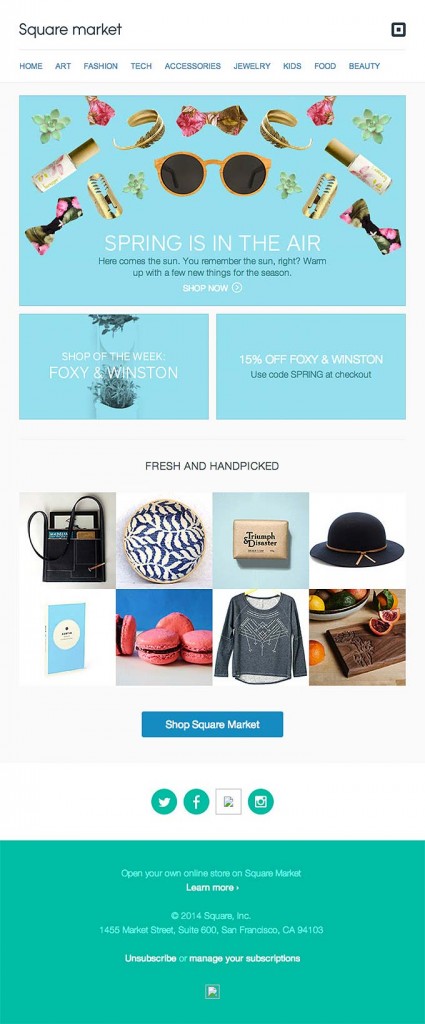 Square market
HOME ART FASHION TECH ACCESSORIES JEWELRY KIDS FOOD BEAUTY
SPRING IS IN THE AIR
Here comes the sun. You remember the sun, right? Warm
up with a few new things for the season.
SHOP NOW
SHOP OF THE WEEK:
FOXY & WINSTON
15% OFF FOXY & WINSTON
Use code SPRING at checkout
FRESH AND HANDPICKED
Triumph
& Disaster
Shop Square Market
Open your own online store on Square Market
Learn more ›
© 2014 Square, Inc.
1455 Market Street, Suite 600, San Francisco, CA 94103
Unsubscribe or manage your subscriptions